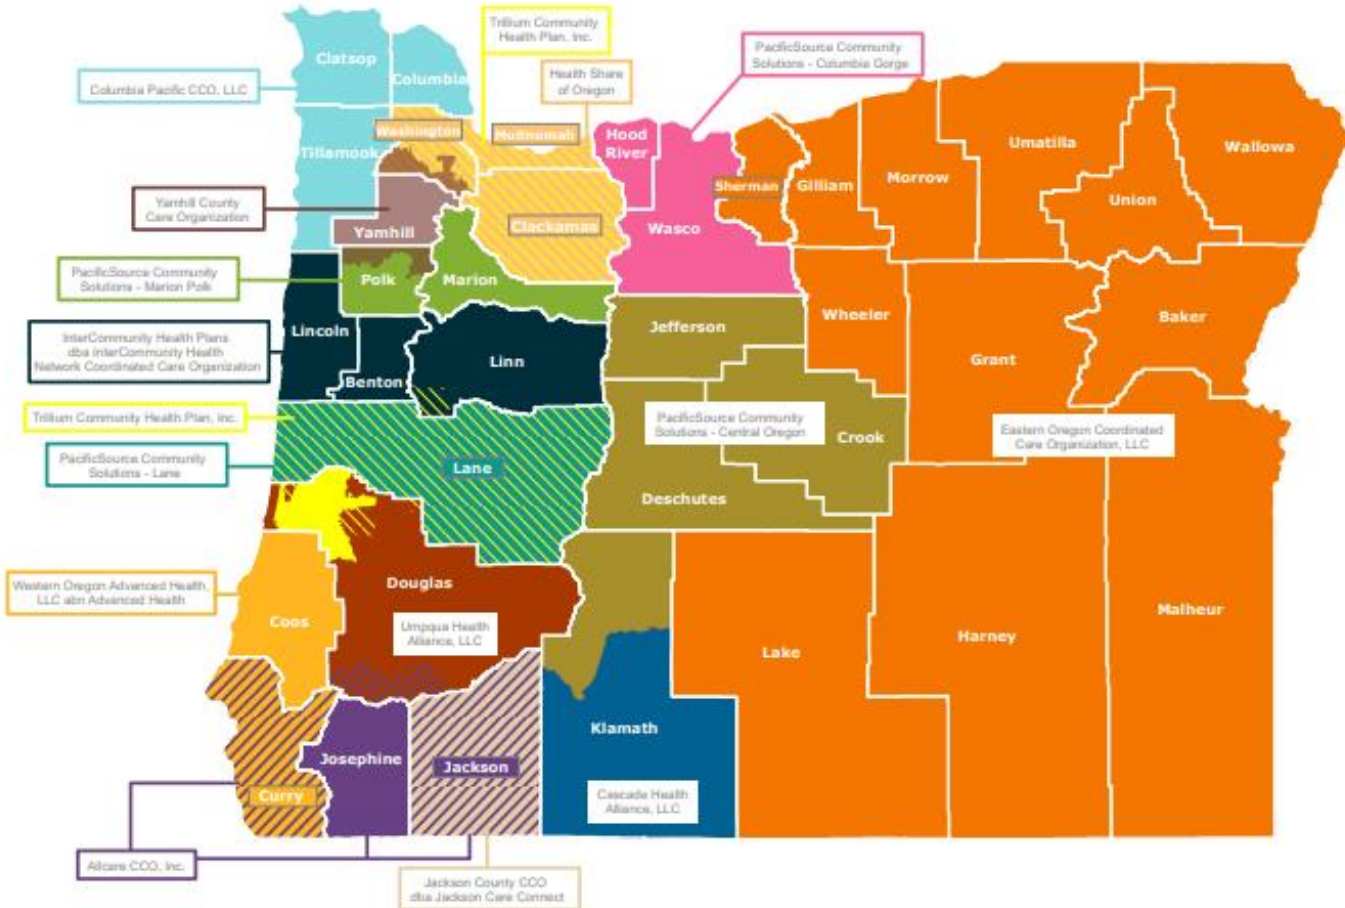 Trillium Community
Health Plan, Inc.
Clatsop
Columbia
PacificSource Community
Solutions - Columbia Gorge
Columbia Pacific CCO, LLC
Health Share
of Oregon
Washington
Multnomah
Hood
River
Umatilla
Wallowa
Tillamook
Sherman
Gilliam
Morrow
Union
Yamhill County
Care Organization
Yamhill
Clackamas
Wasco
PacificSource Community
Solutions - Marion Polk
Polk
Marion
InterCommunity Health Plans
dba InterCommunity Health
Network Coordinated Care Organization
Lincoln
Benton
Linn
Jefferson
Wheeler
Grant
Baker
Trillium Community Health Plan, Inc.
PacificSource Community
Solutions - Central Oregon
Crook
Eastern Oregon Coordinated
Care Organization, LLC
PacificSource Community
Solutions - Lane
Lane
Deschutes
Western Oregon Advanced Health,
LLC abn Advanced Health
Coos
Douglas
Umpqua Health
Alliance, LLC
Lake
Harney
Malheur
Klamath
Josephine
Jackson
Curry
Cascade Health
Alliance, LLC
Allcare CCO, Inc.
Jackson County CCO
dba Jackson Care Connect